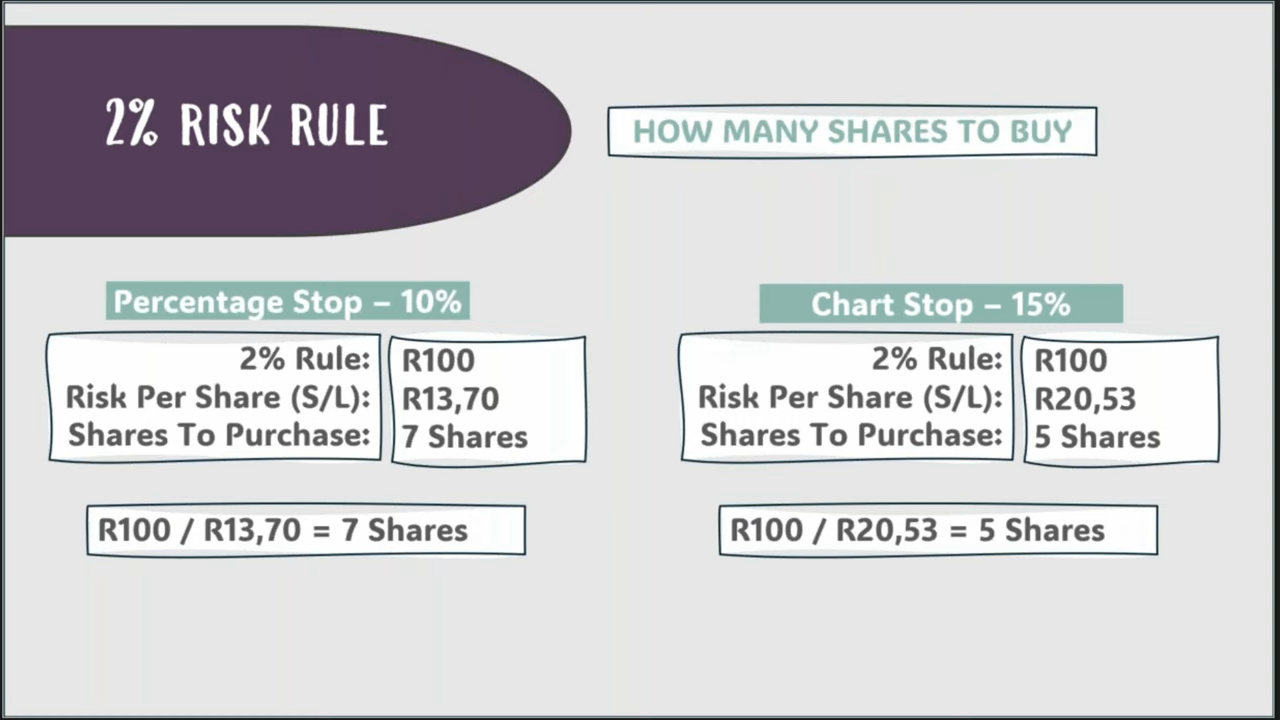 2% RISK RULE
HOW MANY SHARES TO BUY
Percentage Stop – 10%
2% Rule: R100
Risk Per Share (S/L): R13,70
Shares To Purchase: 7 Shares
R100 / R13,70 = 7 Shares
Chart Stop – 15%
2% Rule: R100
Risk Per Share (S/L): R20,53
Shares To Purchase: 5 Shares
R100 / R20,53 = 5 Shares